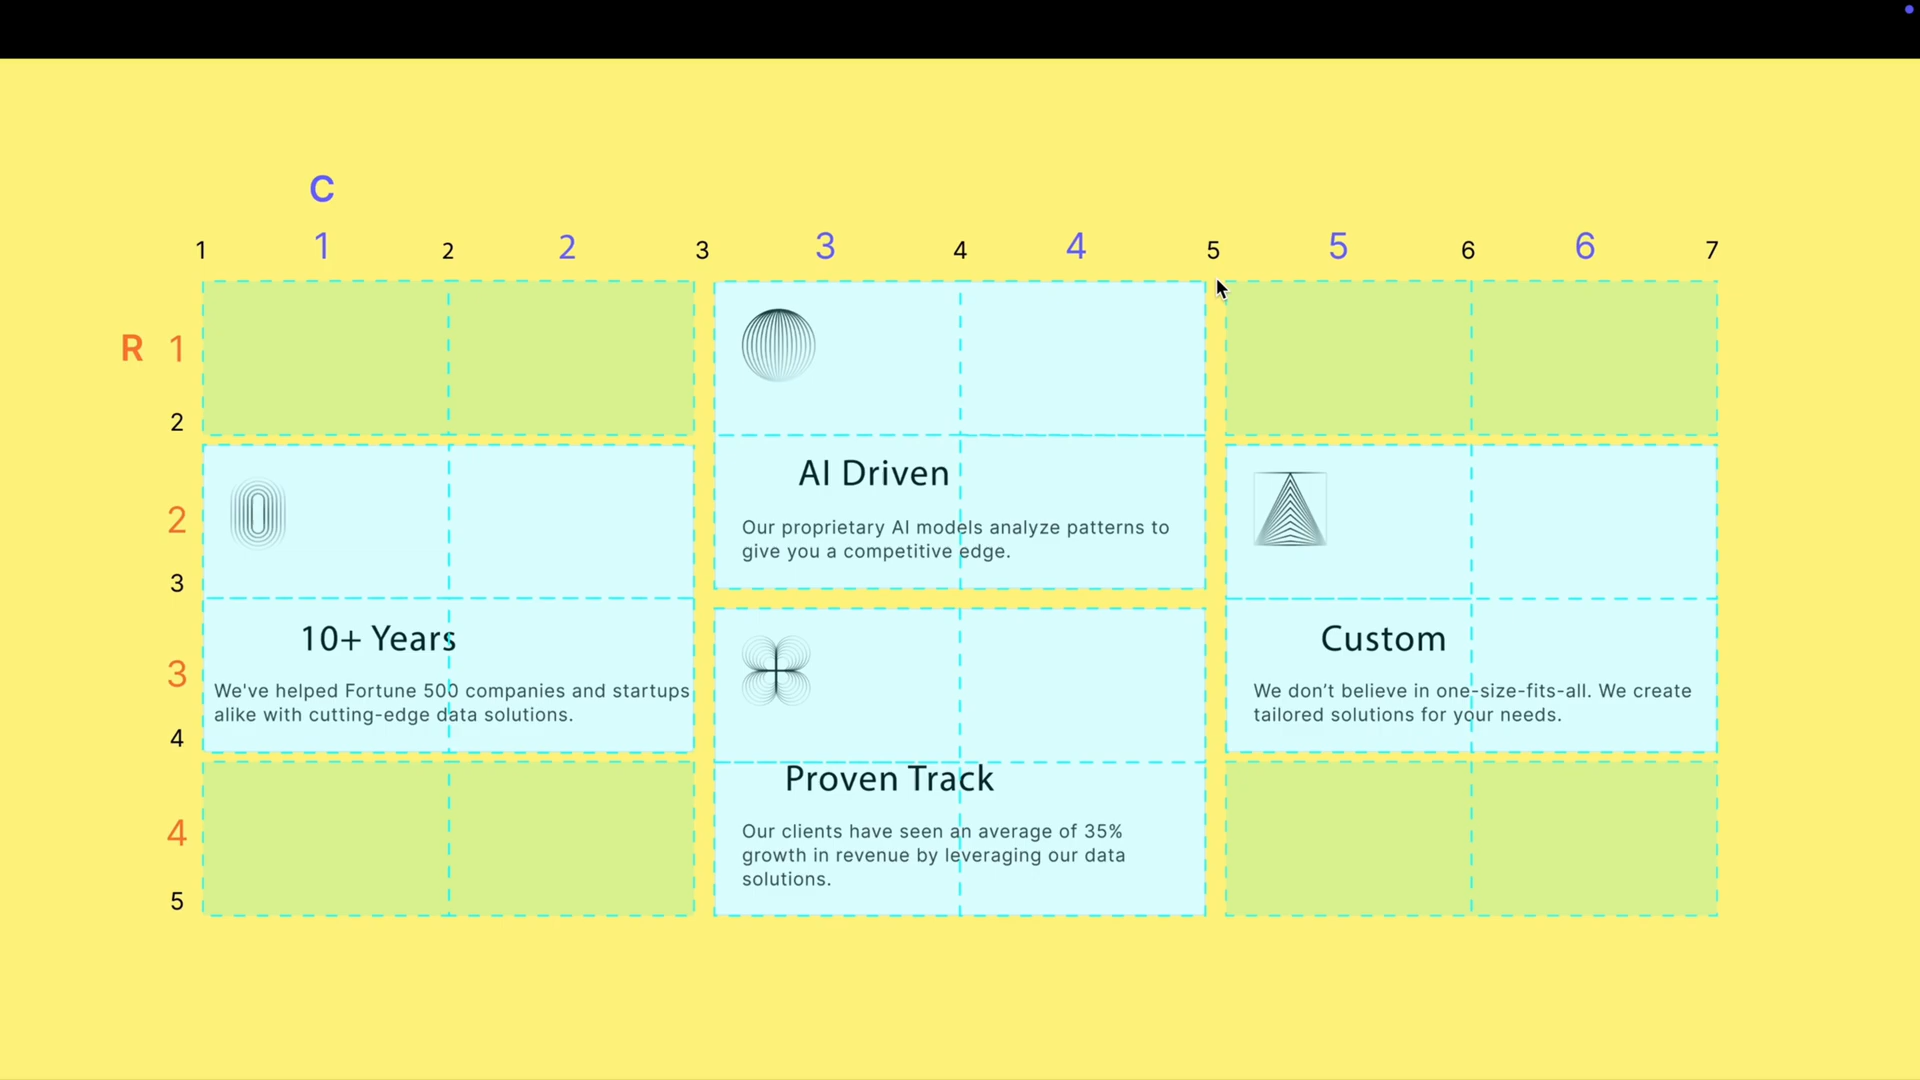 C
1 1 2 2 3 3 4 4 5 5 6 6 7
R 1
2
2
3
3
4
4
5
AI Driven
Our proprietary AI models analyze patterns to
give you a competitive edge.
10+ Years
We've helped Fortune 500 companies and startups
alike with cutting-edge data solutions.
Custom
We don’t believe in one-size-fits-all. We create
tailored solutions for your needs.
Proven Track
Our clients have seen an average of 35%
growth in revenue by leveraging our data
solutions.